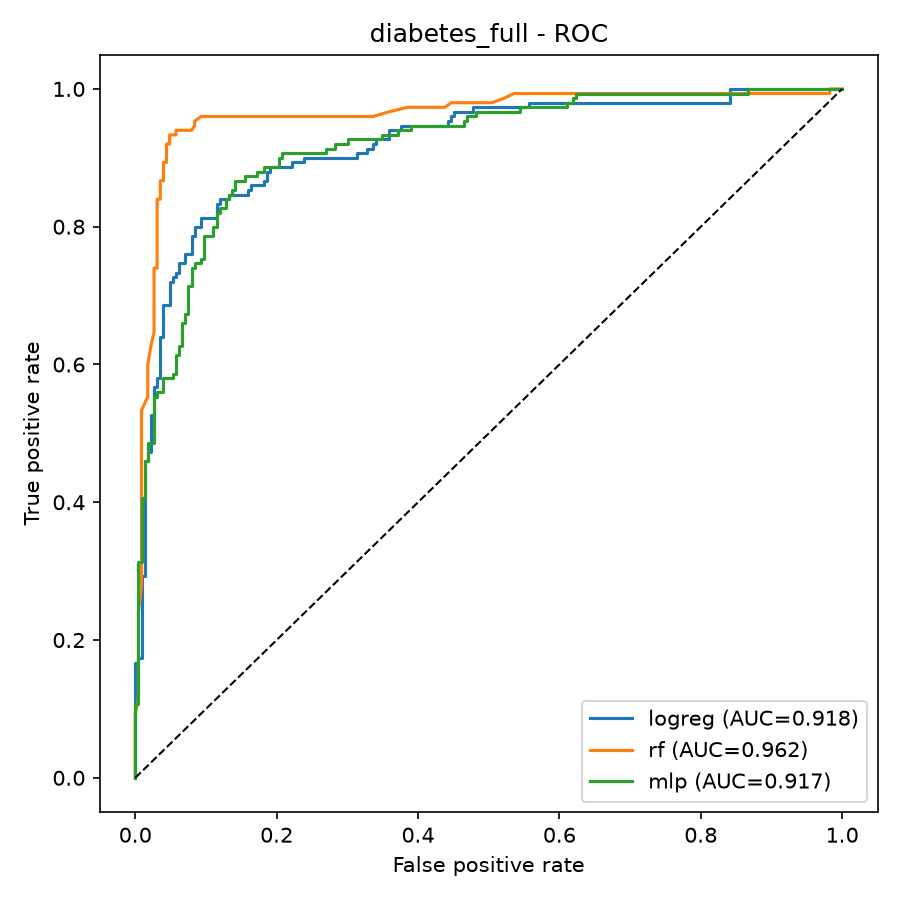 diabetes_full - ROC
1.0
0.8
0.6
0.4
0.2
0.0
True positive rate
0.0 0.2 0.4 0.6 0.8 1.0
False positive rate
logreg (AUC=0.918)
rf (AUC=0.962)
mlp (AUC=0.917)